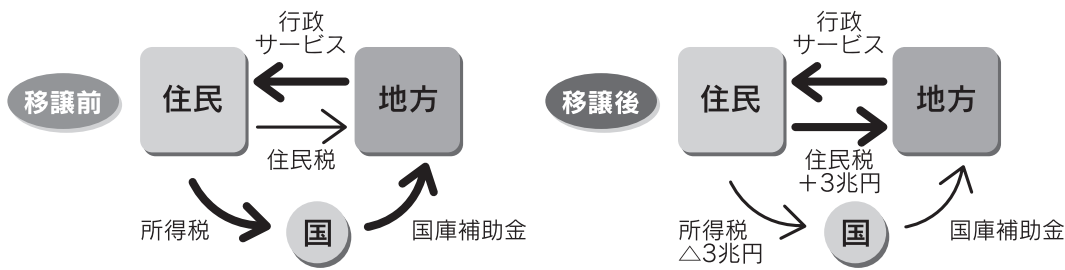 移譲前
行政
サービス
住民
地方
住民税
所得税
国
国庫補助金
移譲後
行政
サービス
住民
地方
住民税
+3兆円
所得税
△3兆円
国
国庫補助金